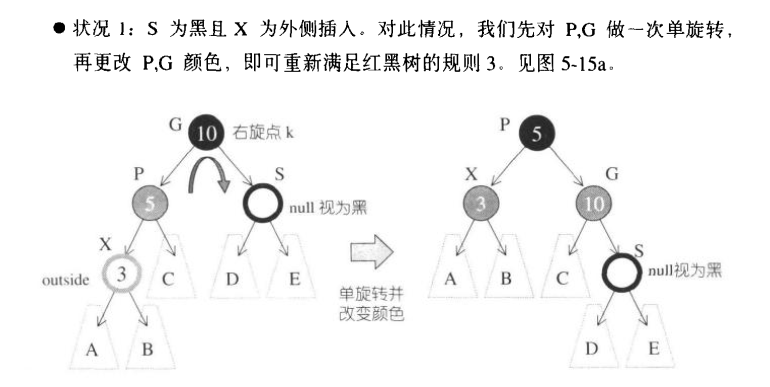 ● 状况 1：S 为黑且 X 为外侧插入。对此情况，我们先对 P,G 做一次单旋转，
再更改 P,G 颜色，即可重新满足红黑树的规则 3。见图 5-15a。
G
10
右旋点 k
P
5
S
null 视为黑
X
outside
3
C
D
E
A
B
单旋转并
改变颜色
P
5
X
3
G
10
A
B
C
S
null视为黑
D
E